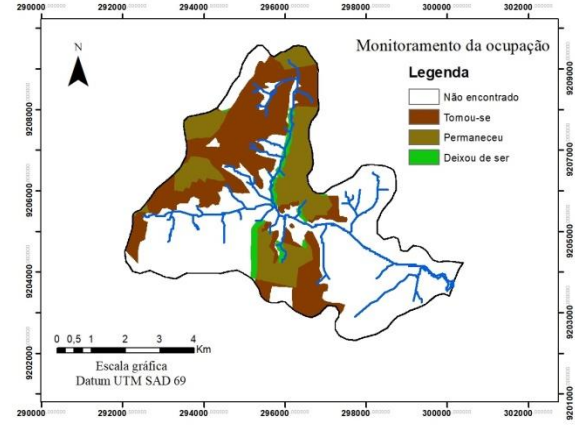 290000 292000 294000 296000 298000 300000 302000
N
Monitoramento da ocupação
Legenda
Não encontrado
Tornou-se
Permaneceu
Deixou de ser
9208000
9206000
9204000
9202000
9209000
9207000
9205000
9203000
9201000
0 0,5 1 2 3 4
Km
Escala gráfica
Datum UTM SAD 69
290000 292000 294000 296000 298000 300000 302000